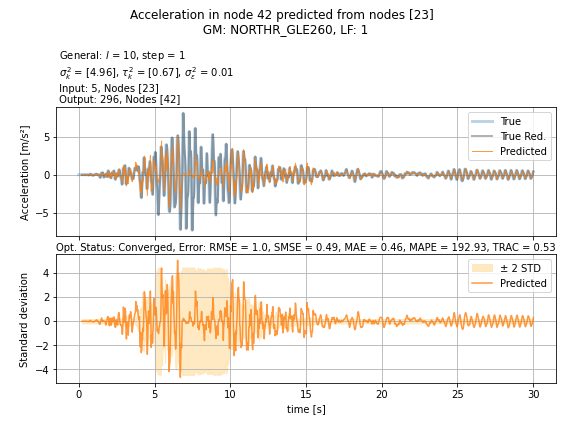 Acceleration in node 42 predicted from nodes [23]
GM: NORTHR_GLE260, LF: 1
General: l = 10, step = 1
σ²ₖ = [4.96], τ²ₖ = [0.67], σ²ε = 0.01
Input: 5, Nodes [23]
Output: 296, Nodes [42]
Acceleration [m/s²]
5
0
−5
True
True Red.
Predicted
Opt. Status: Converged, Error: RMSE = 1.0, SMSE = 0.49, MAE = 0.46, MAPE = 192.93, TRAC = 0.53
Standard deviation
4
2
0
−2
−4
± 2 STD
Predicted
0 5 10 15 20 25 30
time [s]